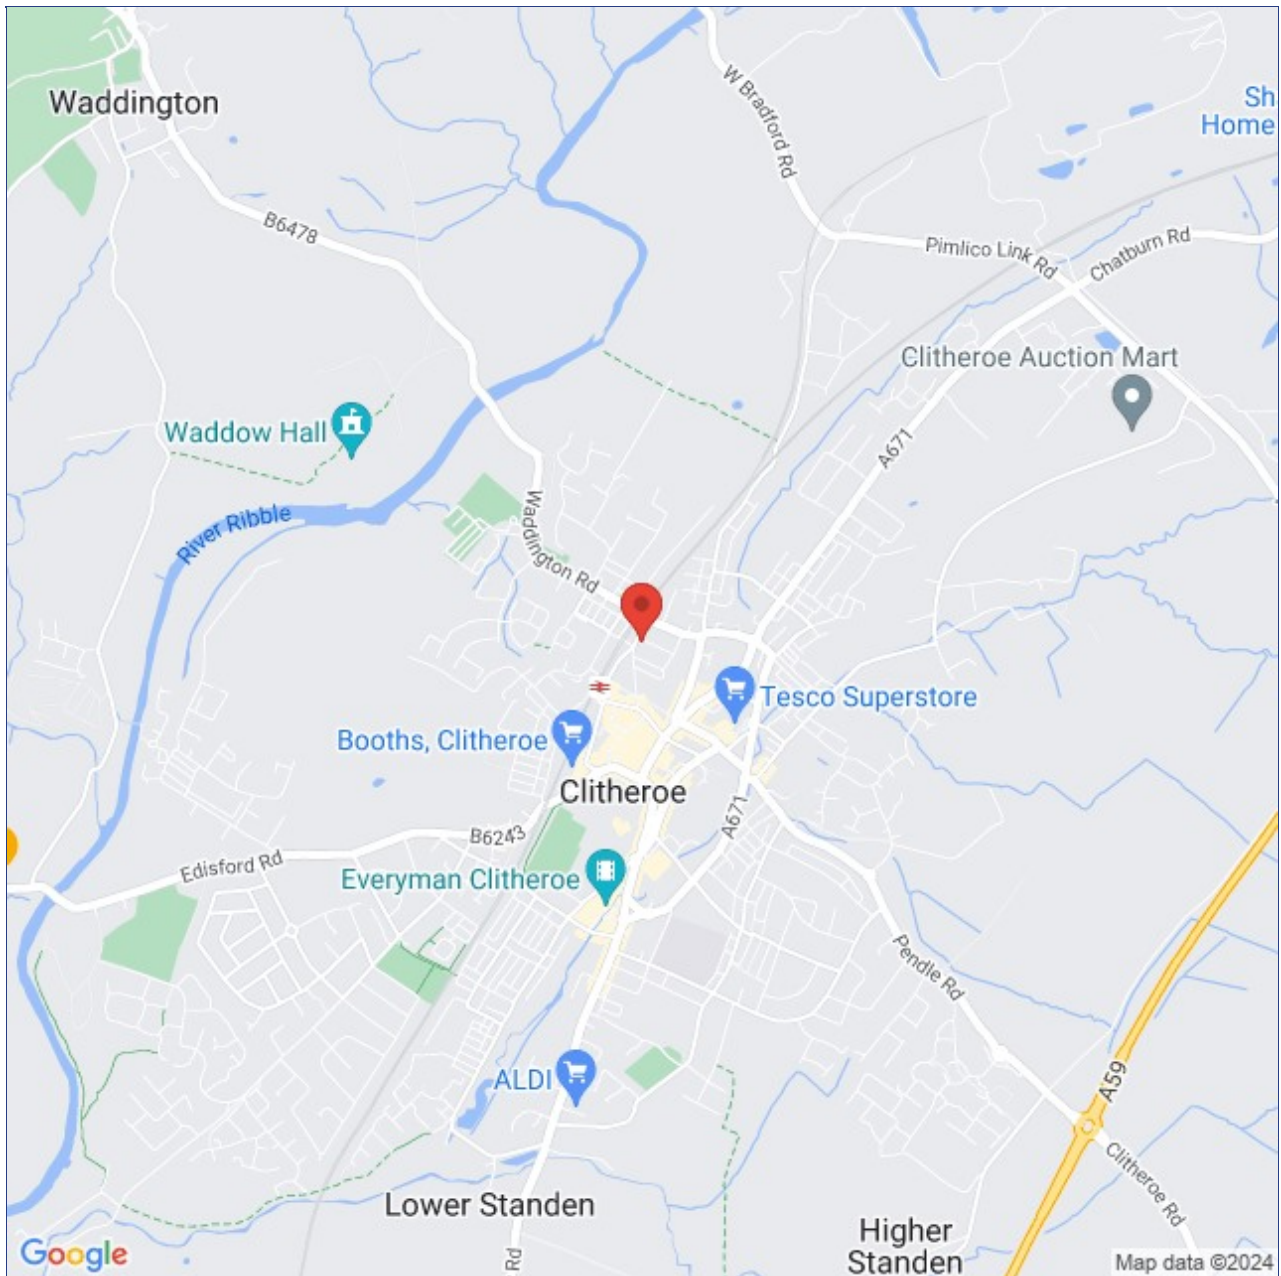 Waddington
W Bradford Rd
Sh
Home
B6478
Pimlico Link Rd
Chatburn Rd
Clitheroe Auction Mart
Waddow Hall
A671
River Ribble
Waddington Rd
Tesco Superstore
Booths, Clitheroe
Clitheroe
A671
B6243
Edisford Rd
Everyman Clitheroe
Pendle Rd
ALDI
A59
Clitheroe Rd
Lower Standen
Higher
Standen
Rd
Google
Map data ©2024